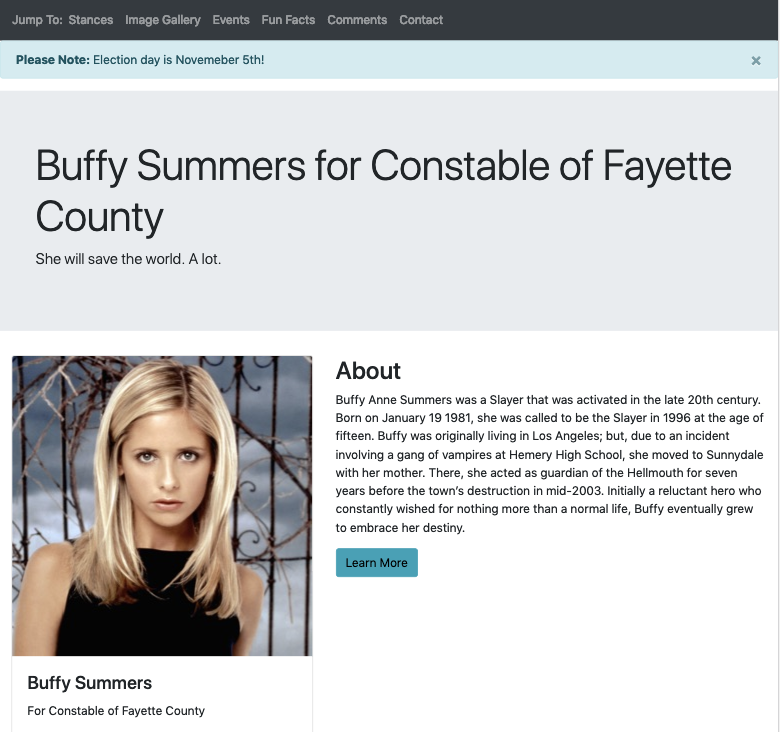 Jump To: Stances Image Gallery Events Fun Facts Comments Contact
Please Note: Election day is Novemeber 5th! ×
Buffy Summers for Constable of Fayette
County
She will save the world. A lot.
About
Buffy Anne Summers was a Slayer that was activated in the late 20th century.
Born on January 19 1981, she was called to be the Slayer in 1996 at the age of
fifteen. Buffy was originally living in Los Angeles; but, due to an incident
involving a gang of vampires at Hemery High School, she moved to Sunnydale
with her mother. There, she acted as guardian of the Hellmouth for seven
years before the town’s destruction in mid-2003. Initially a reluctant hero who
constantly wished for nothing more than a normal life, Buffy eventually grew
to embrace her destiny.
Learn More
Buffy Summers
For Constable of Fayette County